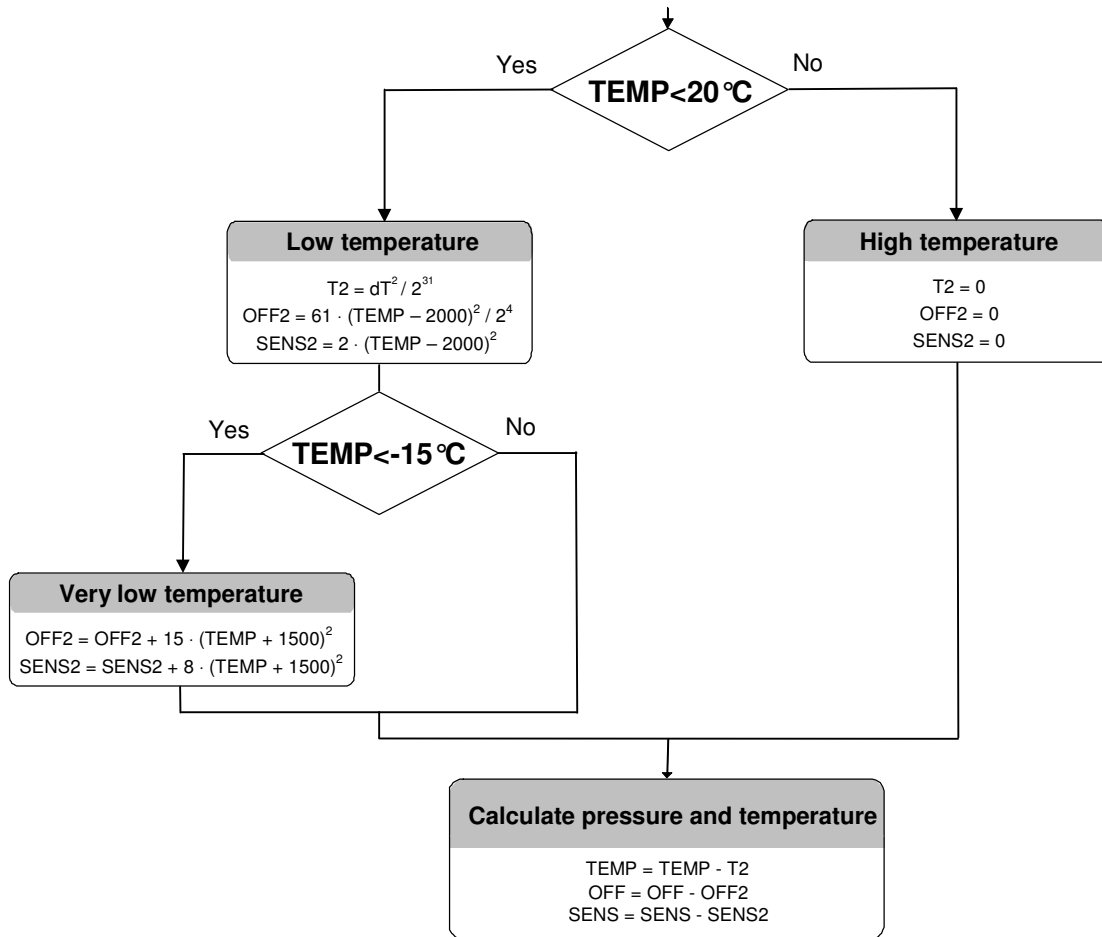 Yes
No
TEMP<20°C
Low temperature
T2 = dT² / 2³¹
OFF2 = 61 · (TEMP – 2000)² / 2⁴
SENS2 = 2 · (TEMP – 2000)²
High temperature
T2 = 0
OFF2 = 0
SENS2 = 0
Yes
No
TEMP<-15°C
Very low temperature
OFF2 = OFF2 + 15 · (TEMP + 1500)²
SENS2 = SENS2 + 8 · (TEMP + 1500)²
Calculate pressure and temperature
TEMP = TEMP - T2
OFF = OFF - OFF2
SENS = SENS - SENS2